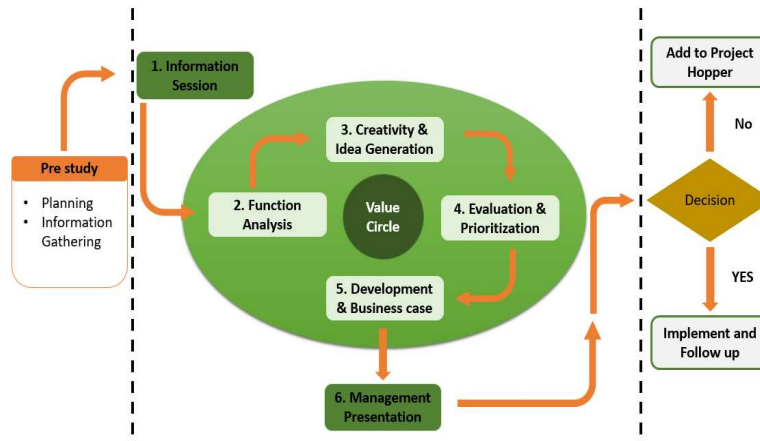 Pre study
• Planning
• Information
Gathering
1. Information
Session
2. Function
Analysis
3. Creativity &
Idea Generation
4. Evaluation &
Prioritization
5. Development
& Business case
Value
Circle
6. Management
Presentation
Decision
No
Add to Project
Hopper
YES
Implement and
Follow up